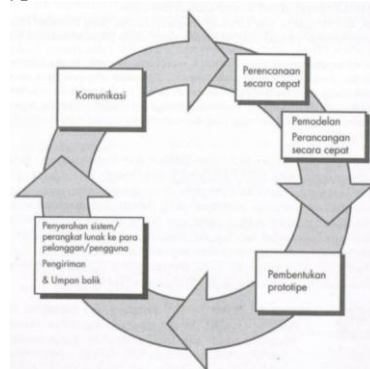 Komunikasi
Perencanaan
secara cepat
Pemodelan
Perancangan
secara cepat
Pembentukan
prototipe
Penyerahan sistem/
perangkat lunak ke para
pelanggan/pengguna
Pengiriman
& Umpan balik